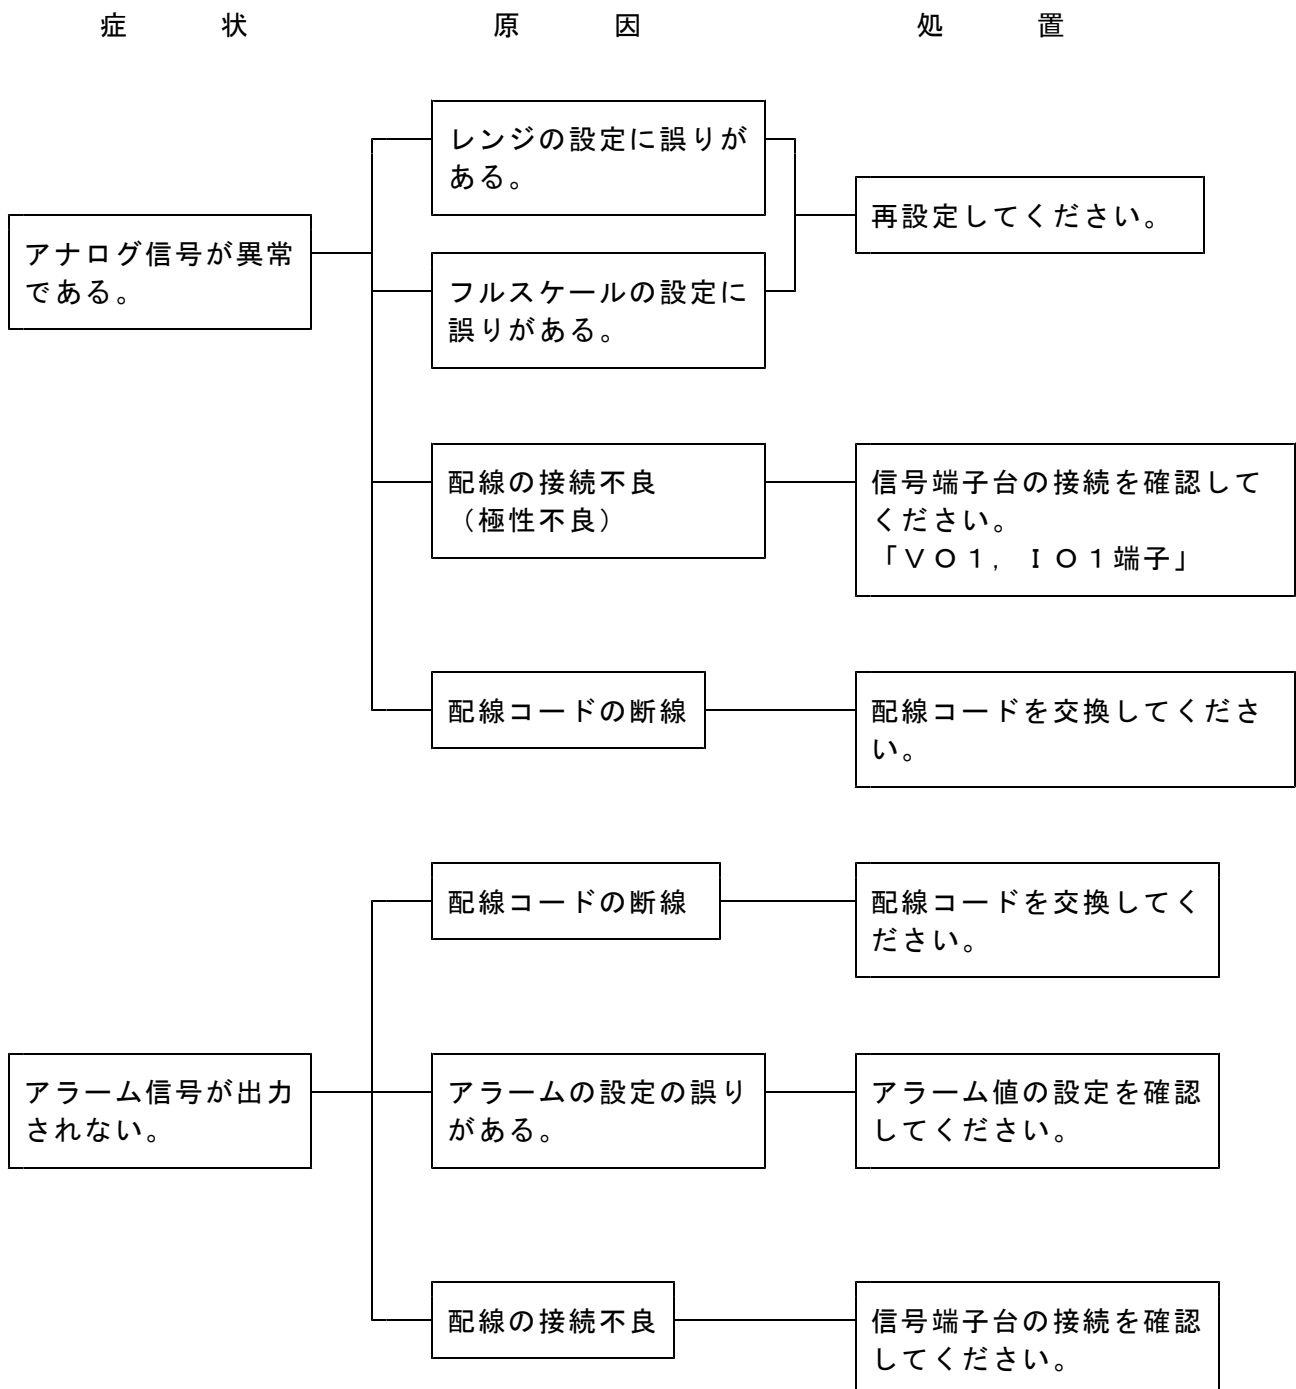 症状 原因 処置
レンジの設定に誤りが
ある。
再設定してください。
アナログ信号が異常
である。
フルスケールの設定に
誤りがある。
配線の接続不良
（極性不良）
信号端子台の接続を確認して
ください。
「ＶＯ１，ＩＯ１端子」
配線コードの断線
配線コードを交換してくださ
い。
配線コードの断線
配線コードを交換してく
ださい。
アラーム信号が出力
されない。
アラームの設定の誤り
がある。
アラーム値の設定を確認
してください。
配線の接続不良
信号端子台の接続を確認
してください。